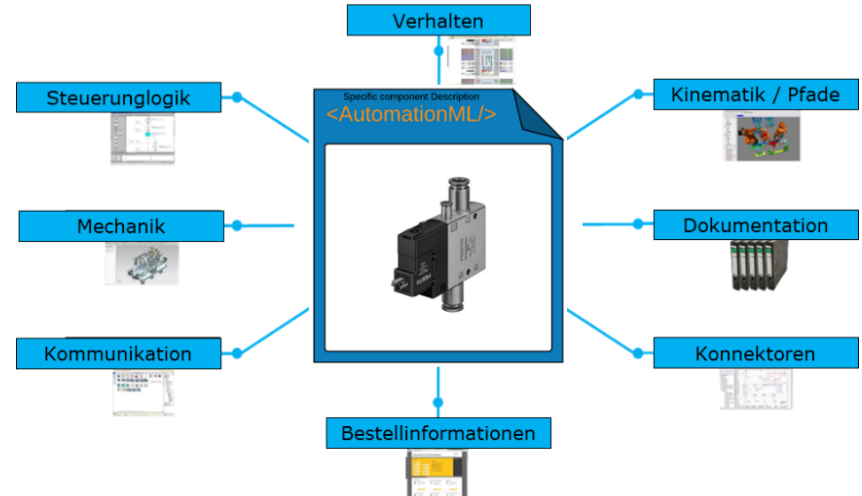 Verhalten
Steuerunglogik
Kinematik / Pfade
Specific component Description
<AutomationML/>
Mechanik
Dokumentation
Kommunikation
Konnektoren
Bestellinformationen